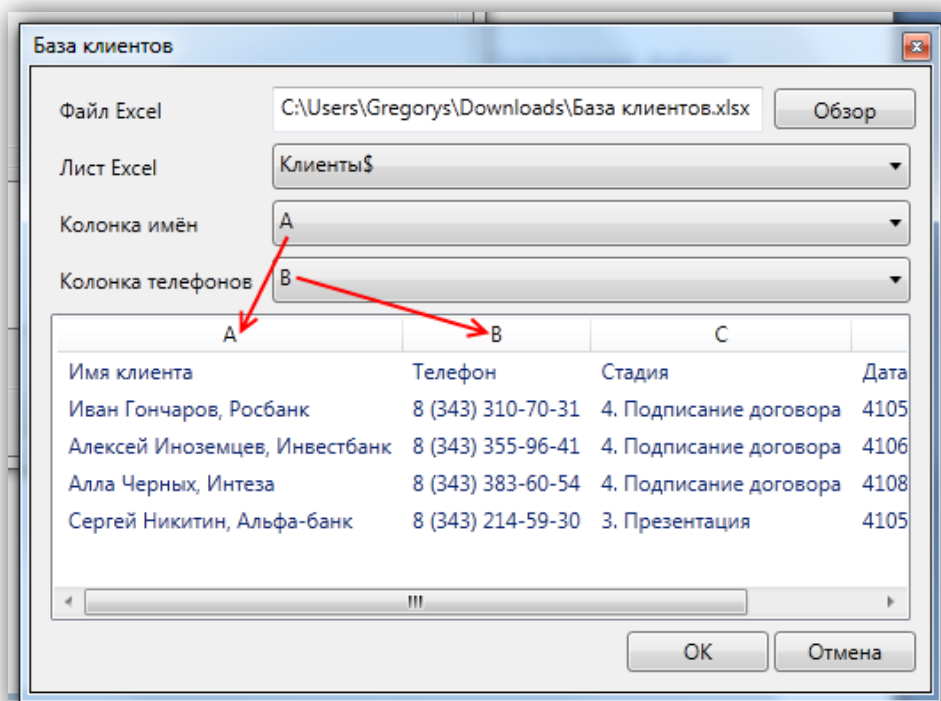 База клиентов
Файл Excel C:\Users\Gregorys\Downloads\База клиентов.xlsx Обзор
Лист Excel Клиенты$
Колонка имён A
Колонка телефонов B
A B C
Имя клиента Телефон Стадия Дата
Иван Гончаров, Росбанк 8 (343) 310-70-31 4. Подписание договора 4105
Алексей Иноземцев, Инвестбанк 8 (343) 355-96-41 4. Подписание договора 4106
Алла Черных, Интеза 8 (343) 383-60-54 4. Подписание договора 4108
Сергей Никитин, Альфа-банк 8 (343) 214-59-30 3. Презентация 4105
OK Отмена